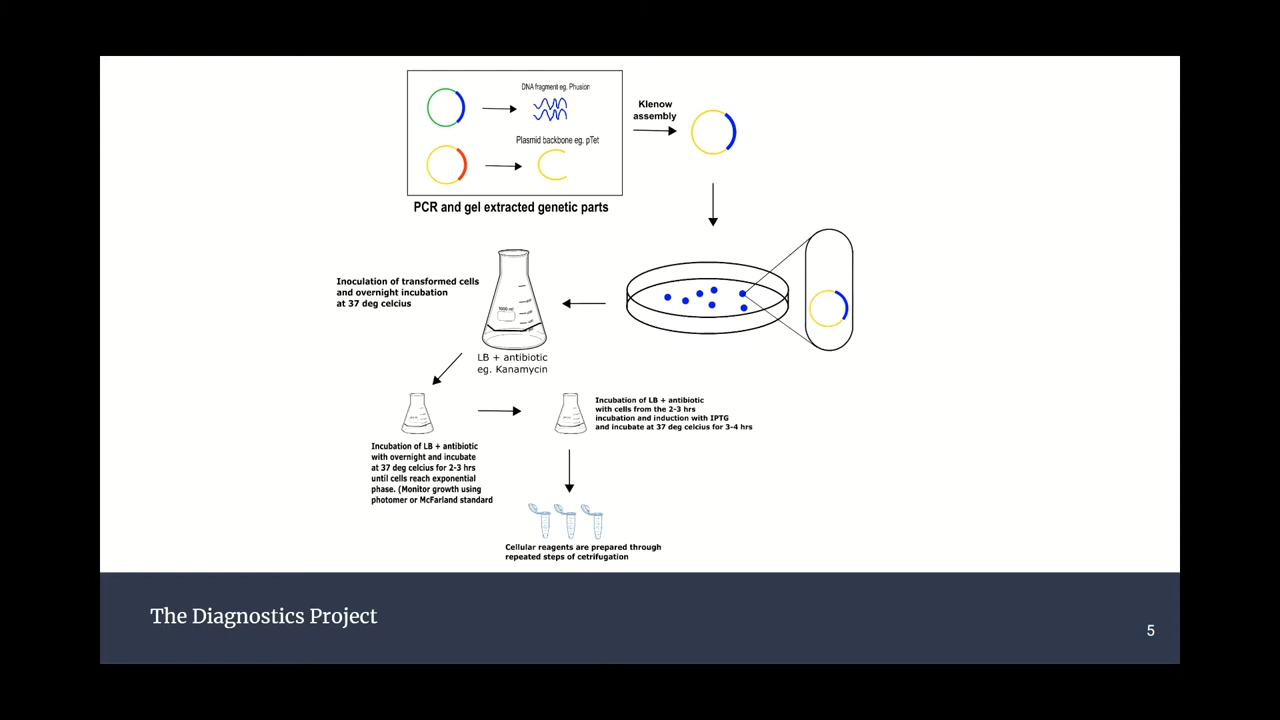 DNA fragment eg. Phusion
Plasmid backbone eg. pTet
PCR and gel extracted genetic parts
Klenow
assembly
Inoculation of transformed cells
and overnight incubation
at 37 deg celcius
1000 ml
LB + antibiotic
eg. Kanamycin
Incubation of LB + antibiotic
with overnight and incubate
at 37 deg celcius for 2-3 hrs
until cells reach exponential
phase. (Monitor growth using
photomer or McFarland standard
Incubation of LB + antibiotic
with cells from the 2-3 hrs
incubation and induction with IPTG
and incubate at 37 deg celcius for 3-4 hrs
Cellular reagents are prepared through
repeated steps of cetrifugation
The Diagnostics Project
5